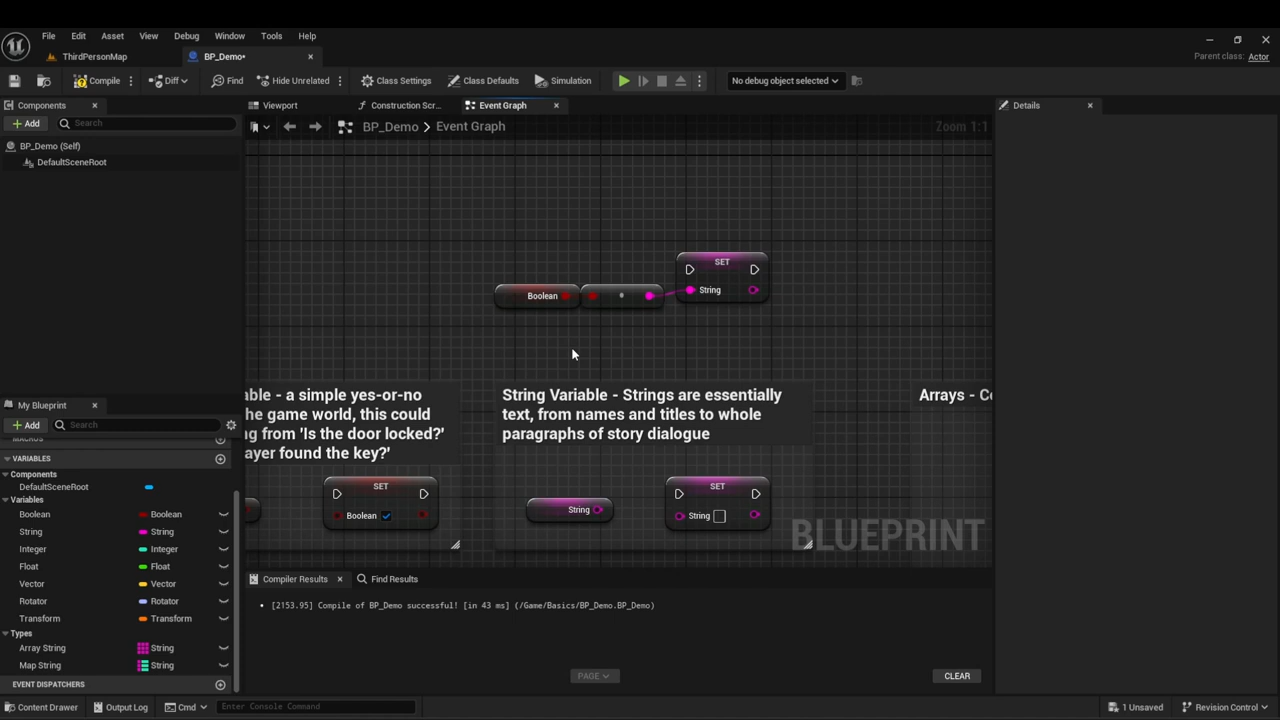 File Edit Asset View Debug Window Tools Help
ThirdPersonMap BP_Demo•
Parent class: Actor
Compile Diff Find Hide Unrelated Class Settings Class Defaults Simulation No debug object selected
Components Viewport Construction Scr... Event Graph Details
Add Search
BP_Demo > Event Graph Zoom 1:1
BP_Demo (Self)
DefaultSceneRoot
SET
Boolean String
able - a simple yes-or-no
he game world, this could
ng from 'Is the door locked?'
ayer found the key?'
String Variable - Strings are essentially
text, from names and titles to whole
paragraphs of story dialogue
Arrays - Co
SET
Boolean
String
SET
String
BLUEPRINT
My Blueprint
Add Search
MACROS
VARIABLES
Components
DefaultSceneRoot
Variables
Boolean Boolean
String String
Integer Integer
Float Float
Vector Vector
Rotator Rotator
Transform Transform
Types
Array String String
Map String String
EVENT DISPATCHERS
Compiler Results Find Results
• [2153.95] Compile of BP_Demo successful! [in 43 ms] (/Game/Basics/BP_Demo.BP_Demo)
PAGE CLEAR
Content Drawer Output Log Cmd Enter Console Command 1 Unsaved Revision Control